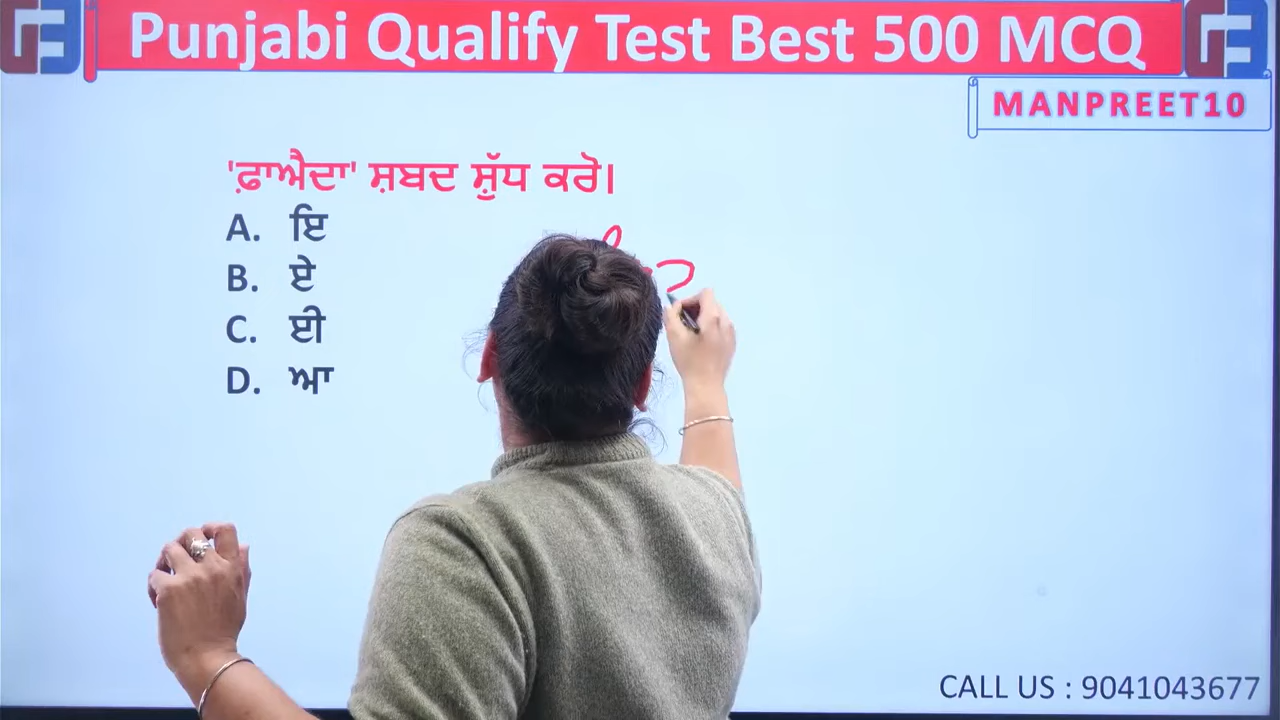 Punjabi Qualify Test Best 500 MCQ
MANPREET10
'ਫ਼ਾਐਦਾ' ਸ਼ਬਦ ਸ਼ੁੱਧ ਕਰੋ।
A. ਇ
B. ਏ
C. ਈ
D. ਆ
CALL US : 9041043677